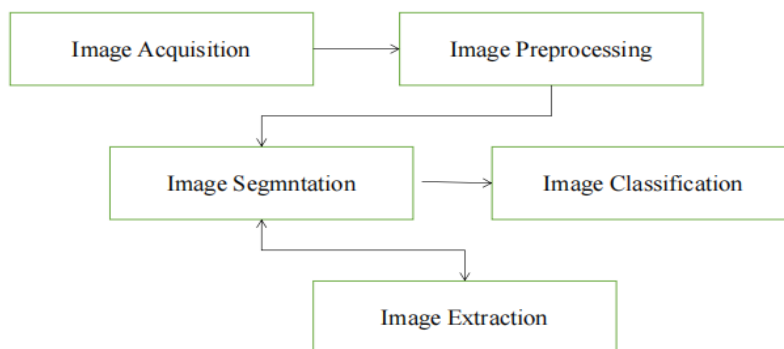 Image Acquisition
Image Preprocessing
Image Segmntation
Image Classification
Image Extraction